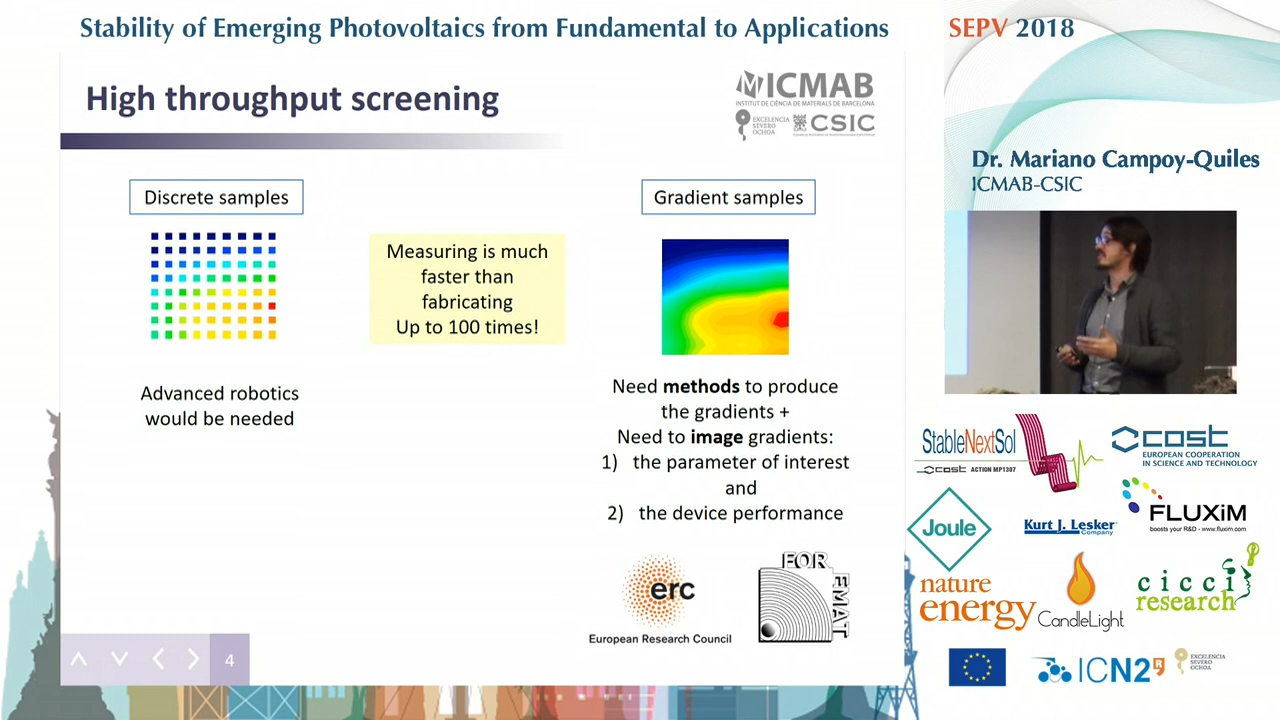 Stability of Emerging Photovoltaics from Fundamental to Applications
SEPV 2018
High throughput screening
ICMAB
INSTITUT DE CIÈNCIA DE MATERIALS DE BARCELONA
EXCELENCIA
SEVERO
OCHOA
CSIC
Dr. Mariano Campoy-Quiles
ICMAB-CSIC
Discrete samples
Gradient samples
Measuring is much
faster than
fabricating
Up to 100 times!
Advanced robotics
would be needed
Need methods to produce
the gradients +
Need to image gradients:
1) the parameter of interest
and
2) the device performance
erc
European Research Council
FOR
EMAT
4
StableNextSol
cost ACTION MP1307
cost
EUROPEAN COOPERATION
IN SCIENCE AND TECHNOLOGY
Joule
Kurt J. Lesker
Company
FLUXiM
boosts your R&D - www.fluxim.com
nature
energy
CandleLight
cicci
research
ICN2
EXCELENCIA
SEVERO
OCHOA